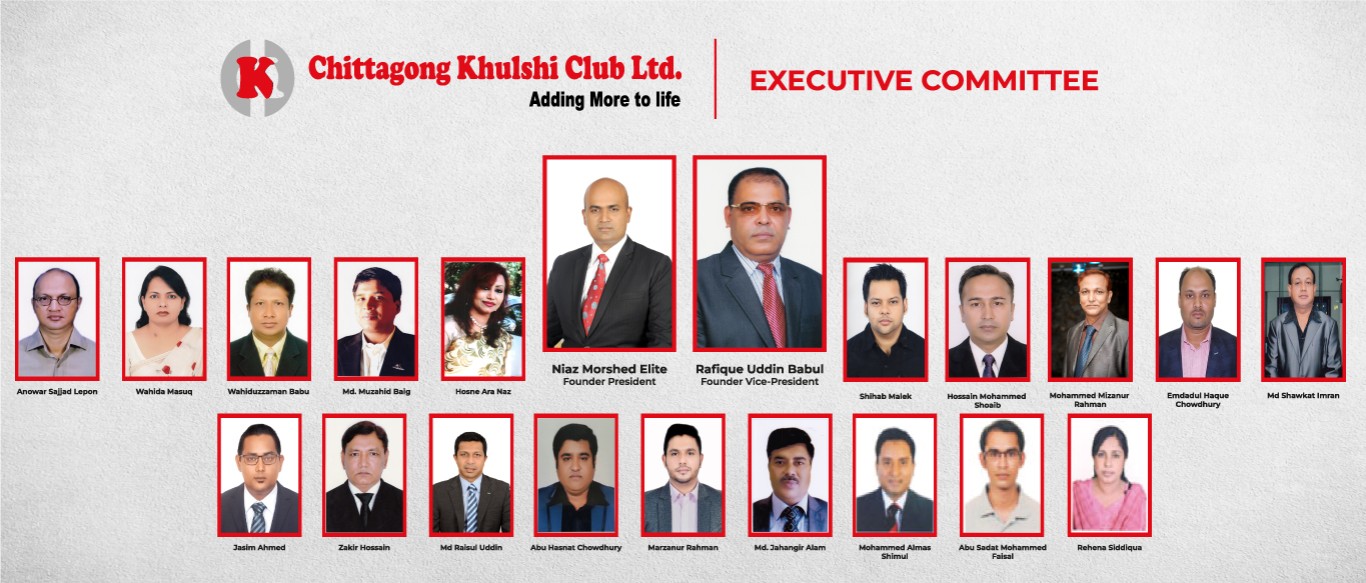 K
Chittagong Khulshi Club Ltd.
Adding More to life
EXECUTIVE COMMITTEE
Niaz Morshed Elite
Founder President
Rafique Uddin Babul
Founder Vice-President
Anowar Sajjad Lepon
Wahida Masuq
Wahiduzzaman Babu
Md. Muzahid Baig
Hosne Ara Naz
Shihab Malek
Hossain Mohammed
Shoaib
Mohammed Mizanur
Rahman
Emdadul Haque
Chowdhury
Md Shawkat Imran
Jasim Ahmed
Zakir Hossain
Md Raisul Uddin
Abu Hasnat Chowdhury
Marzanur Rahman
Md. Jahangir Alam
Mohammed Almas
Shimul
Abu Sadat Mohammed
Faisal
Rehena Siddiqua